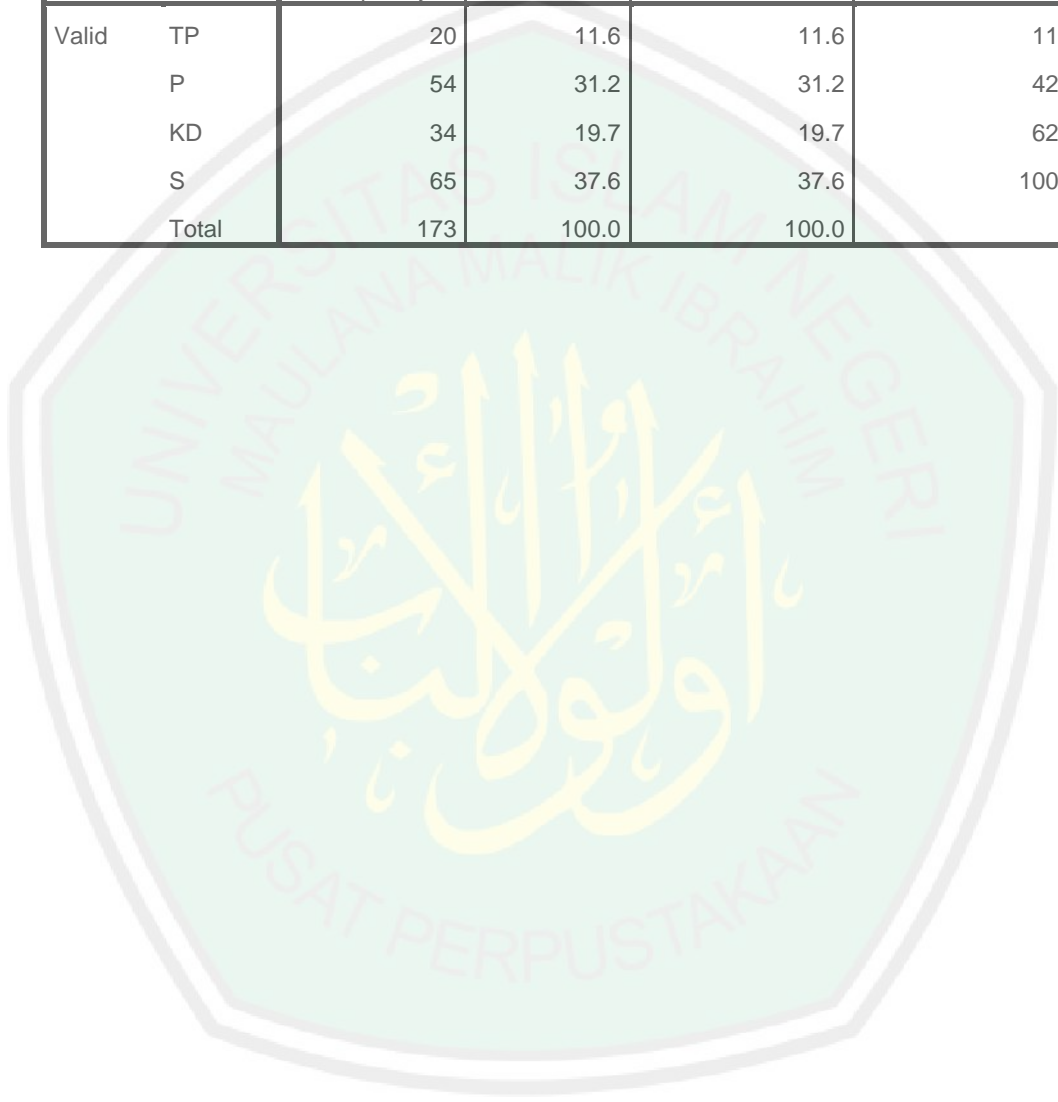 Valid TP 20 11.6 11.6 11
P 54 31.2 31.2 42
KD 34 19.7 19.7 62
S 65 37.6 37.6 100
Total 173 100.0 100.0
UNIVERSITAS ISLAM NEGERI
MAULANA MALIK IBRAHIM
PUSAT PERPUSTAKAAN